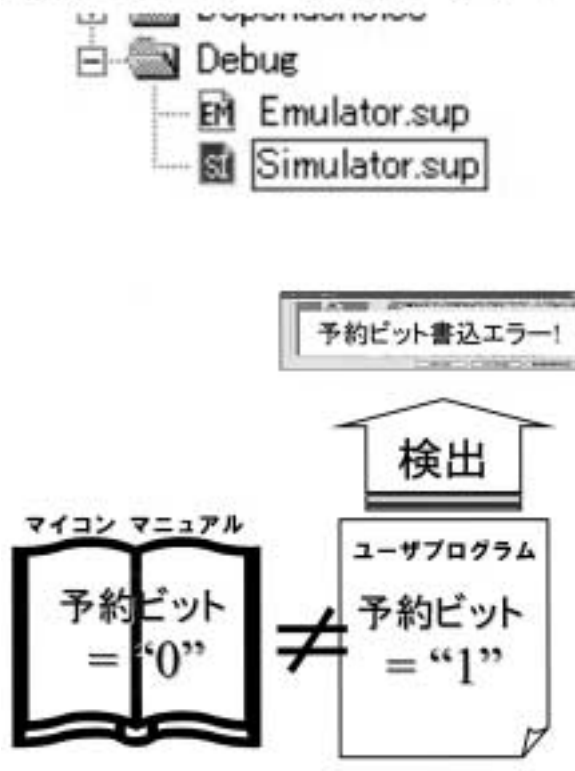 Debug
EM Emulator.sup
SI Simulator.sup
予約ビット書込エラー!
検出
マイコン マニュアル
予約ビット
= “0”
≠
ユーザプログラム
予約ビット
= “1”